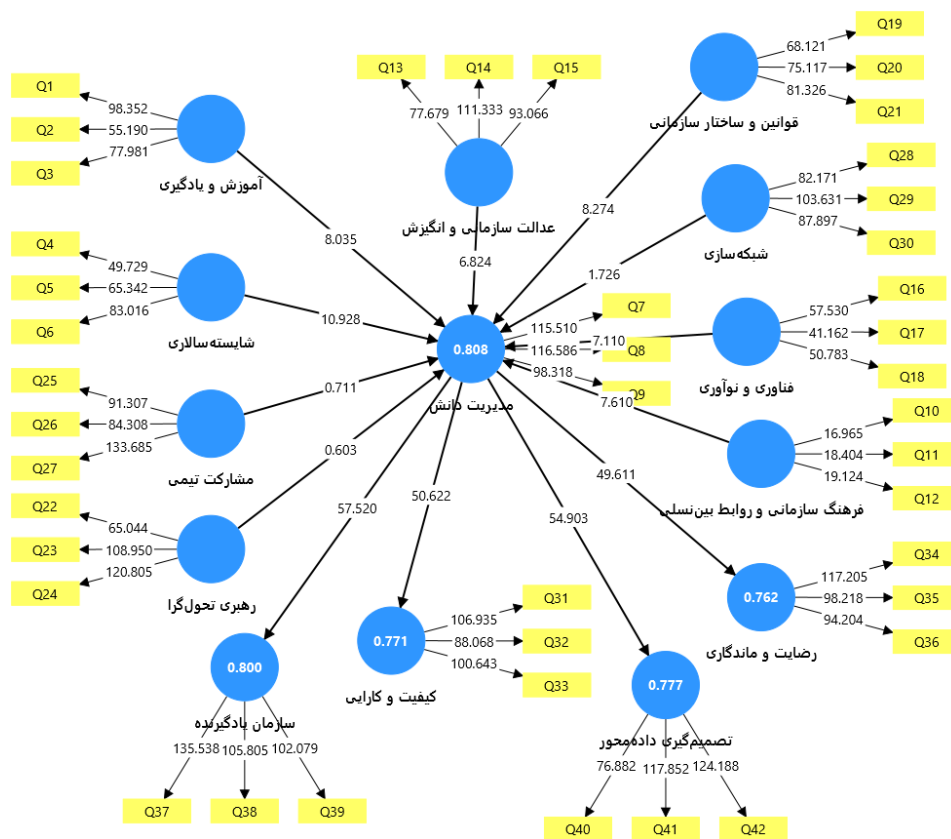 Q1
Q2
Q3
98.352
55.190
77.981
آموزش و یادگیری
8.035
Q13
Q14
Q15
77.679
111.333
93.066
عدالت سازمانی و انگیزش
6.824
Q19
Q20
Q21
68.121
75.117
81.326
قوانین و ساختار سازمانی
8.274
Q28
Q29
Q30
82.171
103.631
87.897
شبکه‌سازی
1.726
Q4
Q5
Q6
49.729
65.342
83.016
شایسته‌سالاری
10.928
0.808
مدیریت دانش
Q7
Q8
Q9
115.510
116.586
98.318
Q16
Q17
Q18
57.530
41.162
50.783
فناوری و نوآوری
7.110
Q25
Q26
Q27
91.307
84.308
133.685
مشارکت تیمی
0.711
Q10
Q11
Q12
16.965
18.404
19.124
فرهنگ سازمانی و روابط بین‌نسلی
7.610
Q22
Q23
Q24
65.044
108.950
120.805
رهبری تحول‌گرا
0.603
57.520
50.622
54.903
49.611
Q34
Q35
Q36
117.205
98.218
94.204
0.762
رضایت و ماندگاری
Q31
Q32
Q33
106.935
88.068
100.643
0.771
کیفیت و کارایی
0.800
سازمان یادگیرنده
135.538
105.805
102.079
Q37
Q38
Q39
0.777
تصمیم‌گیری داده‌محور
76.882
117.852
124.188
Q40
Q41
Q42